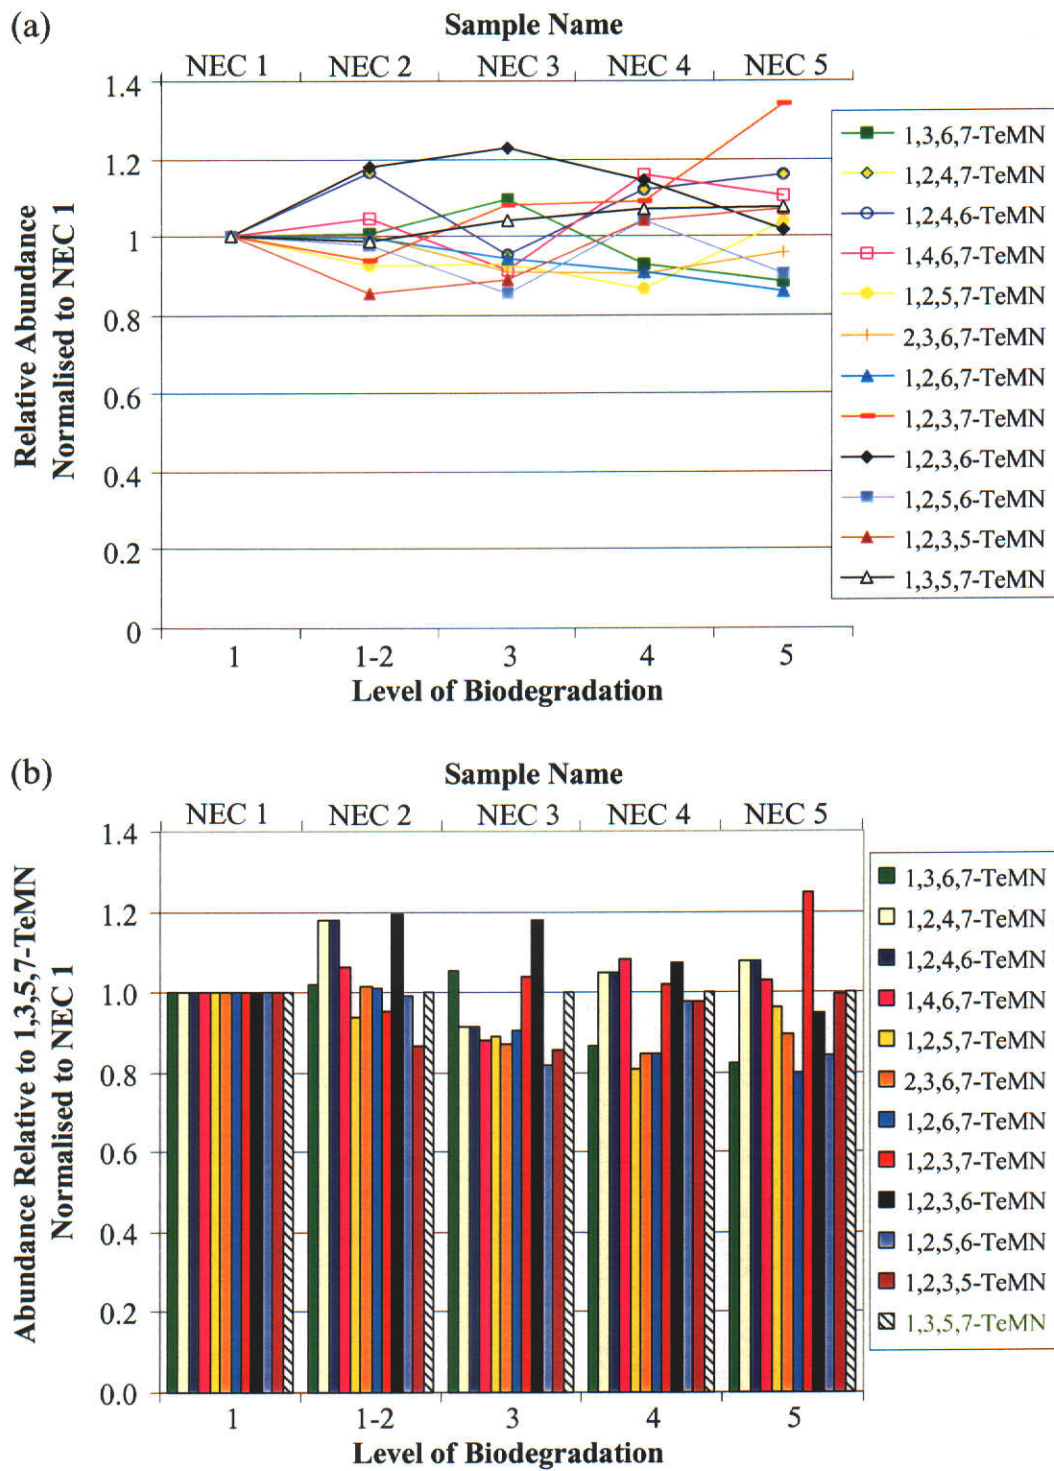 (a)
Sample Name
NEC 1 NEC 2 NEC 3 NEC 4 NEC 5
1.4
1.2
1
0.8
0.6
0.4
0.2
0
Relative Abundance
Normalised to NEC 1
1 1-2 3 4 5
Level of Biodegradation
1,3,6,7-TeMN
1,2,4,7-TeMN
1,2,4,6-TeMN
1,4,6,7-TeMN
1,2,5,7-TeMN
2,3,6,7-TeMN
1,2,6,7-TeMN
1,2,3,7-TeMN
1,2,3,6-TeMN
1,2,5,6-TeMN
1,2,3,5-TeMN
1,3,5,7-TeMN
(b)
Sample Name
NEC 1 NEC 2 NEC 3 NEC 4 NEC 5
1.4
1.2
1.0
0.8
0.6
0.4
0.2
0.0
Abundance Relative to 1,3,5,7-TeMN
Normalised to NEC 1
1 1-2 3 4 5
Level of Biodegradation
1,3,6,7-TeMN
1,2,4,7-TeMN
1,2,4,6-TeMN
1,4,6,7-TeMN
1,2,5,7-TeMN
2,3,6,7-TeMN
1,2,6,7-TeMN
1,2,3,7-TeMN
1,2,3,6-TeMN
1,2,5,6-TeMN
1,2,3,5-TeMN
1,3,5,7-TeMN